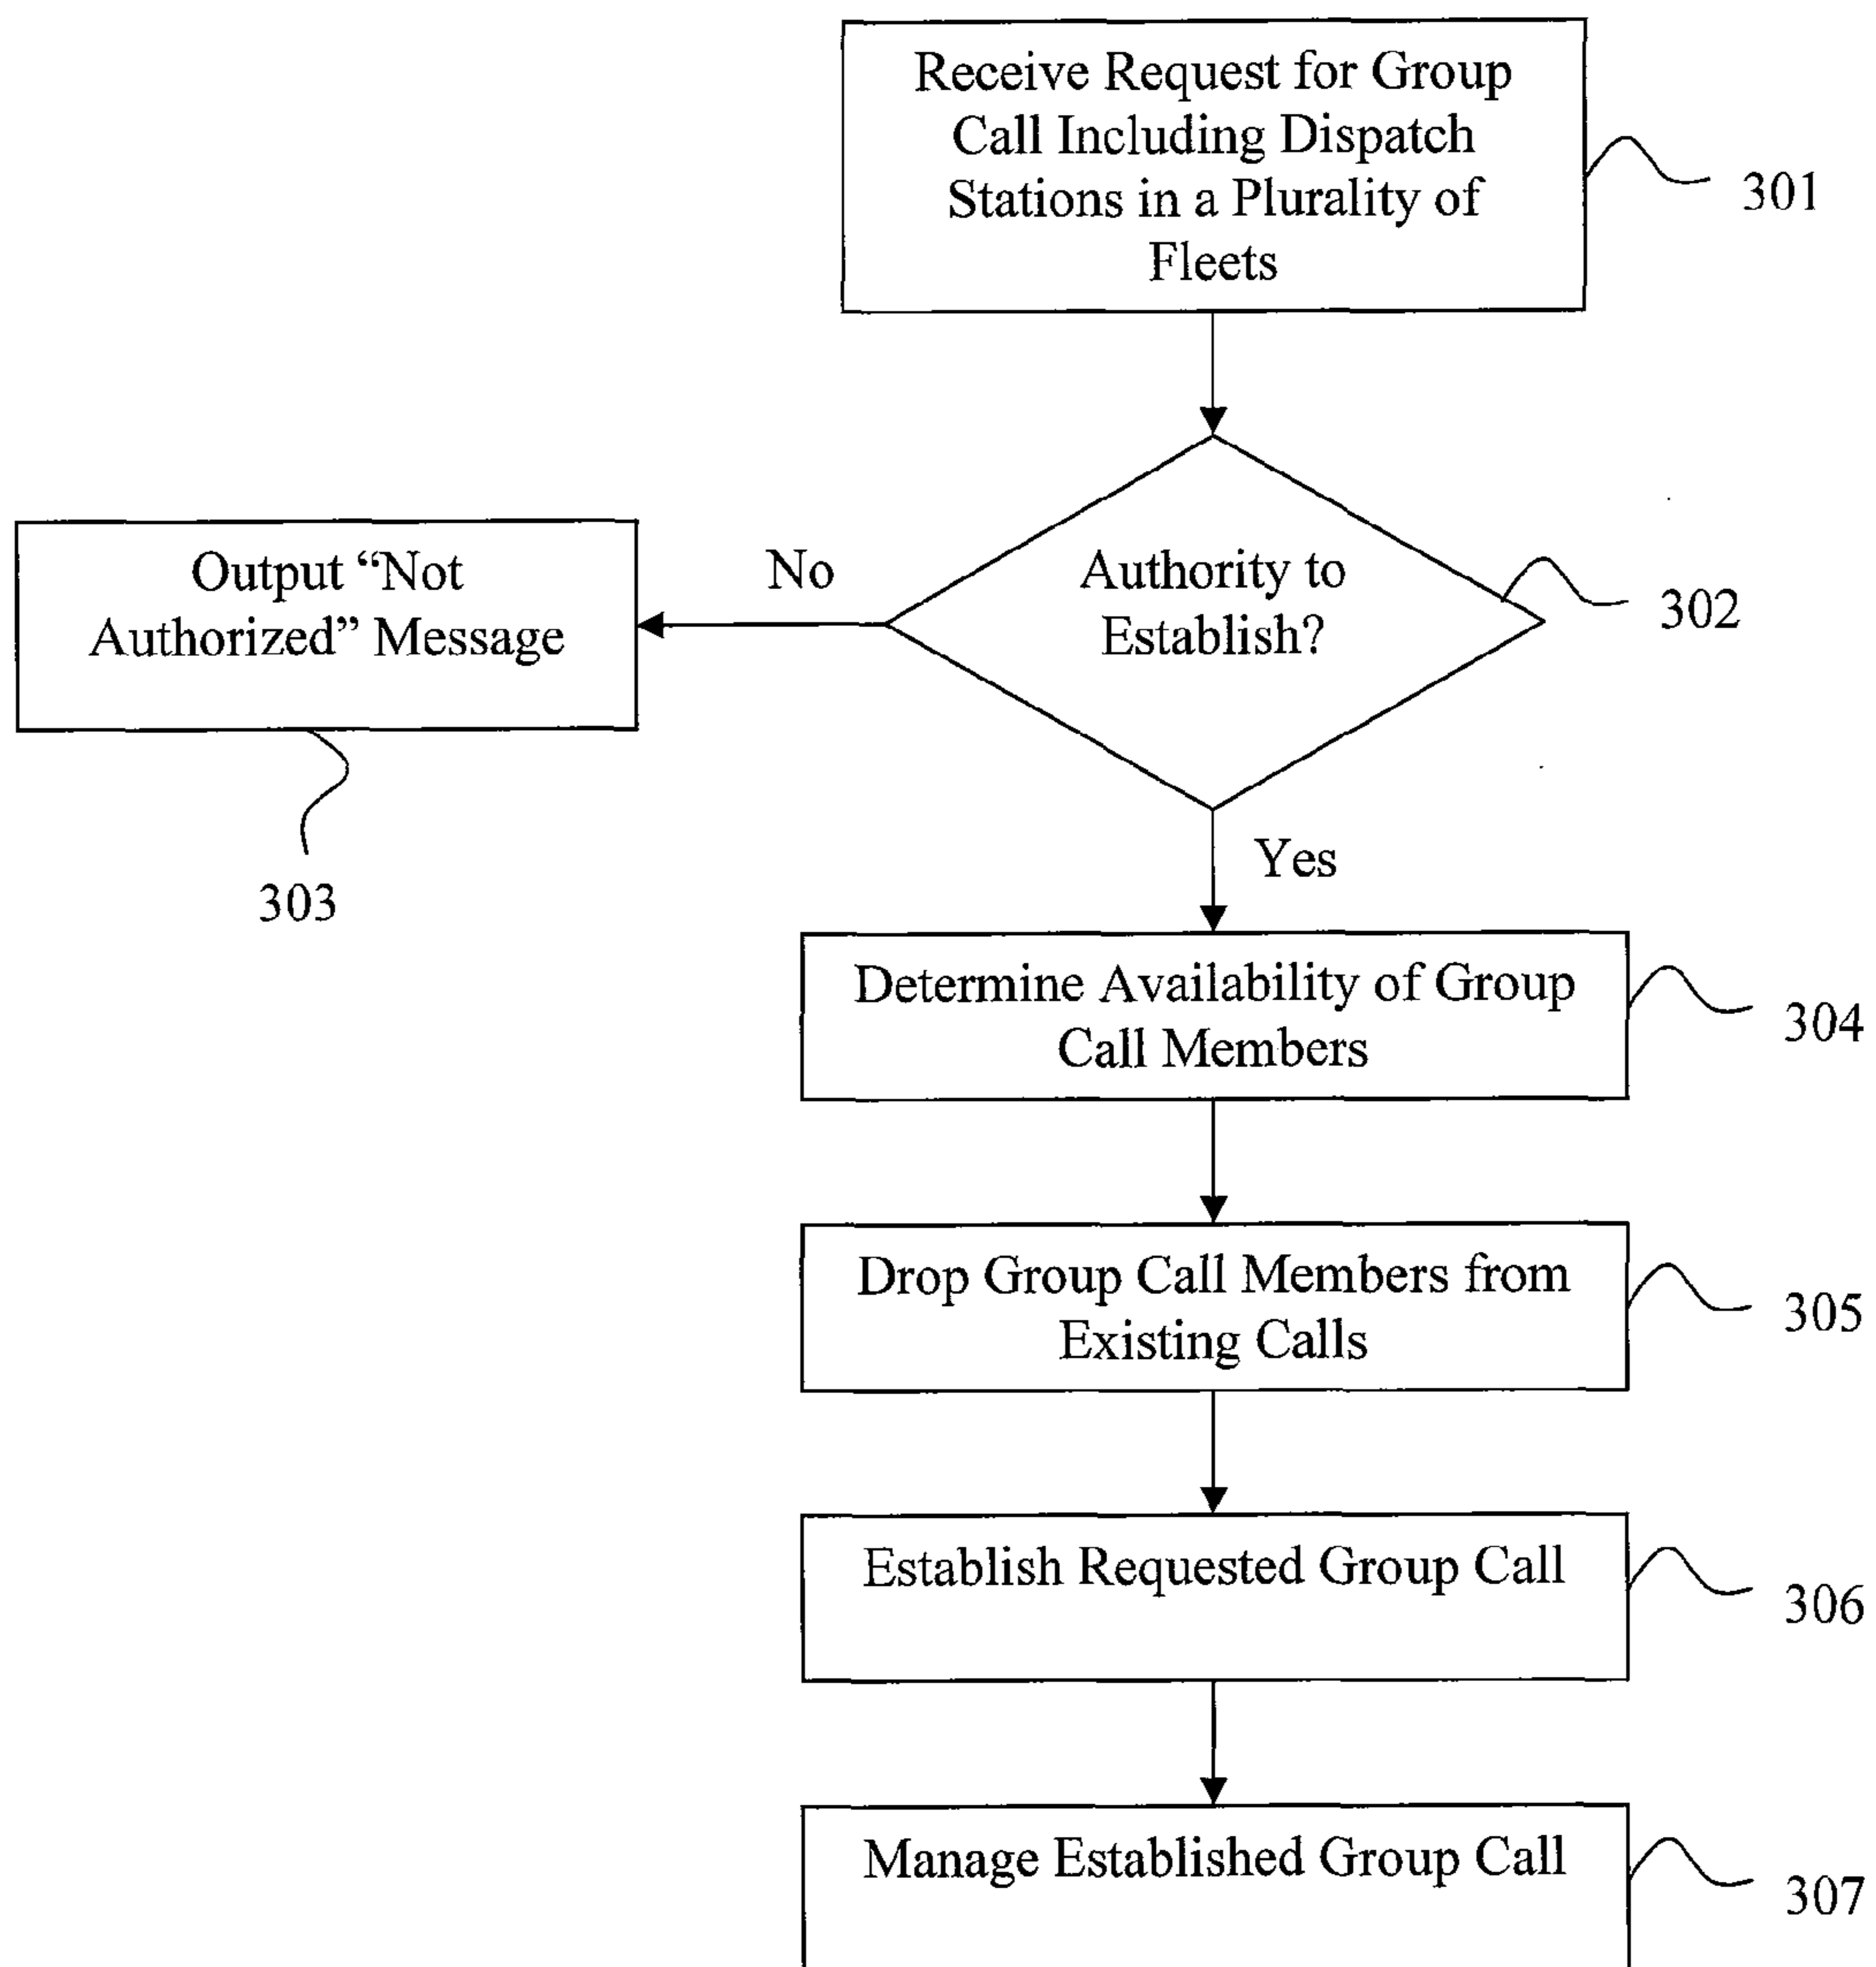 Receive Request for Group
Call Including Dispatch
Stations in a Plurality of
Fleets
301
Output “Not
Authorized” Message
No
Authority to
Establish?
302
303
Yes
Determine Availability of Group
Call Members
304
Drop Group Call Members from
Existing Calls
305
Establish Requested Group Call
306
Manage Established Group Call
307